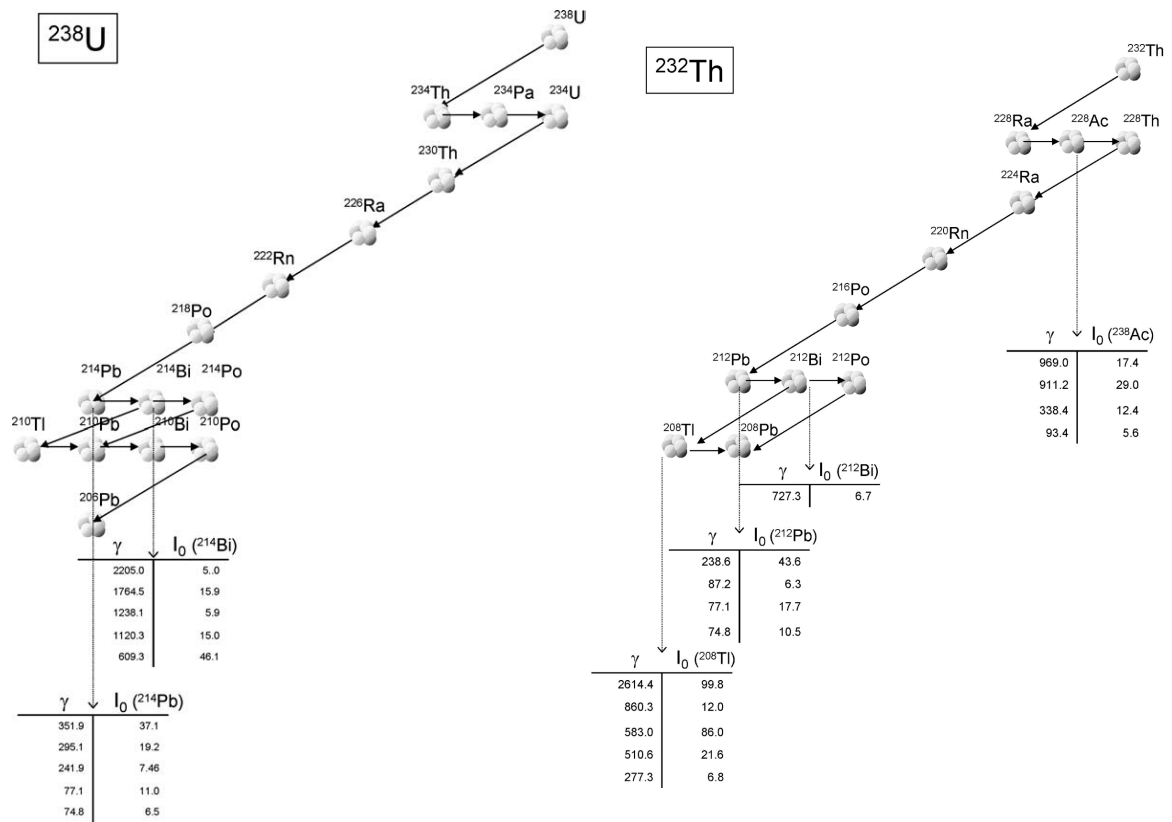 ²³⁸U
²³⁸U
²³⁴Th ²³⁴Pa ²³⁴U
²³⁰Th
²²⁶Ra
²²²Rn
²¹⁸Po
²¹⁴Pb ²¹⁴Bi ²¹⁴Po
²¹⁰Tl ²¹⁰Pb ²¹⁰Bi ²¹⁰Po
²⁰⁶Pb
γ I₀ (²¹⁴Bi)
2205.0 5..0
1764.5 15.9
1238.1 5.9
1120.3 15.0
609.3 46.1
γ I₀ (²¹⁴Pb)
351.9 37.1
295.1 19.2
241.9 7.46
77.1 11.0
74.8 6.5
²³²Th
²³²Th
²²⁸Ra ²²⁸Ac ²²⁸Th
²²⁴Ra
²²⁰Rn
²¹⁶Po
²¹²Pb ²¹²Bi ²¹²Po
²⁰⁸Tl ²⁰⁸Pb
γ I₀ (²³⁸Ac)
969.0 17.4
911.2 29.0
338.4 12.4
93.4 5.6
γ I₀ (²¹²Bi)
727.3 6.7
γ I₀ (²¹²Pb)
238.6 43.6
87.2 6.3
77.1 17.7
74.8 10.5
γ I₀ (²⁰⁸Tl)
2614.4 99.8
860.3 12.0
583.0 86.0
510.6 21.6
277.3 6.8